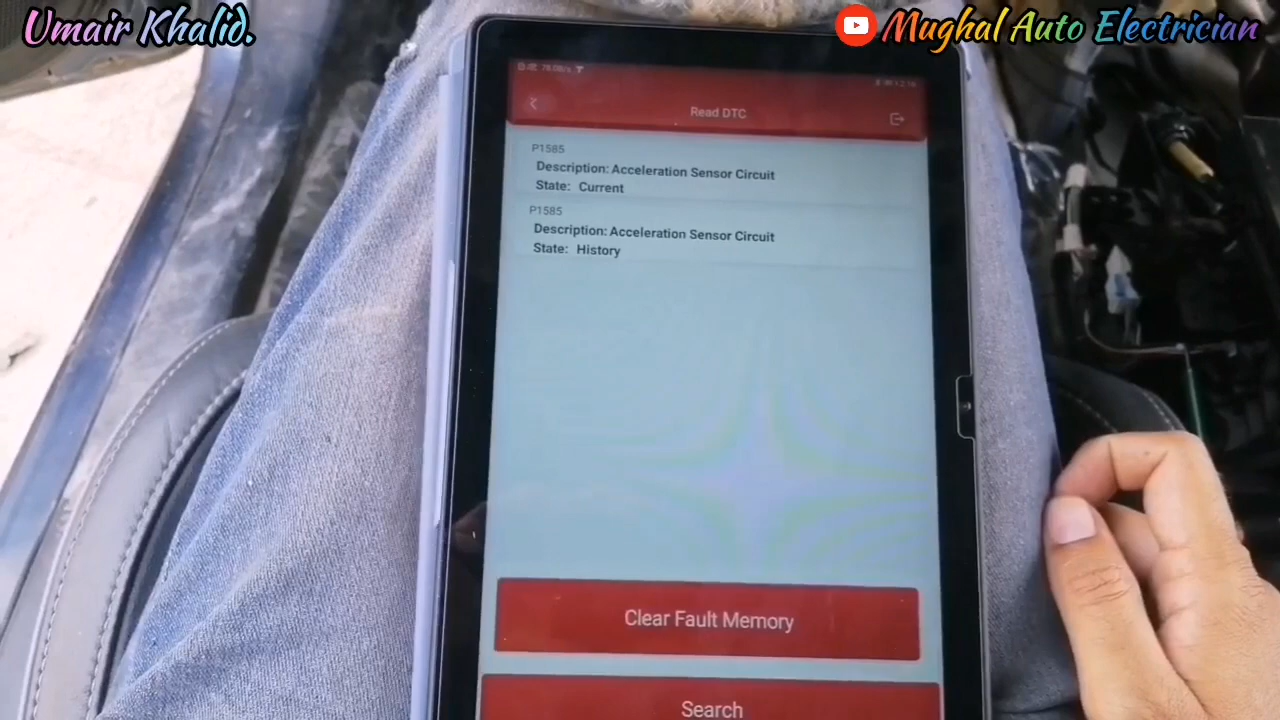 Umair Khalid.
Mughal Auto Electrician
Read DTC
P1585
Description: Acceleration Sensor Circuit
State: Current
P1585
Description: Acceleration Sensor Circuit
State: History
Clear Fault Memory
Search